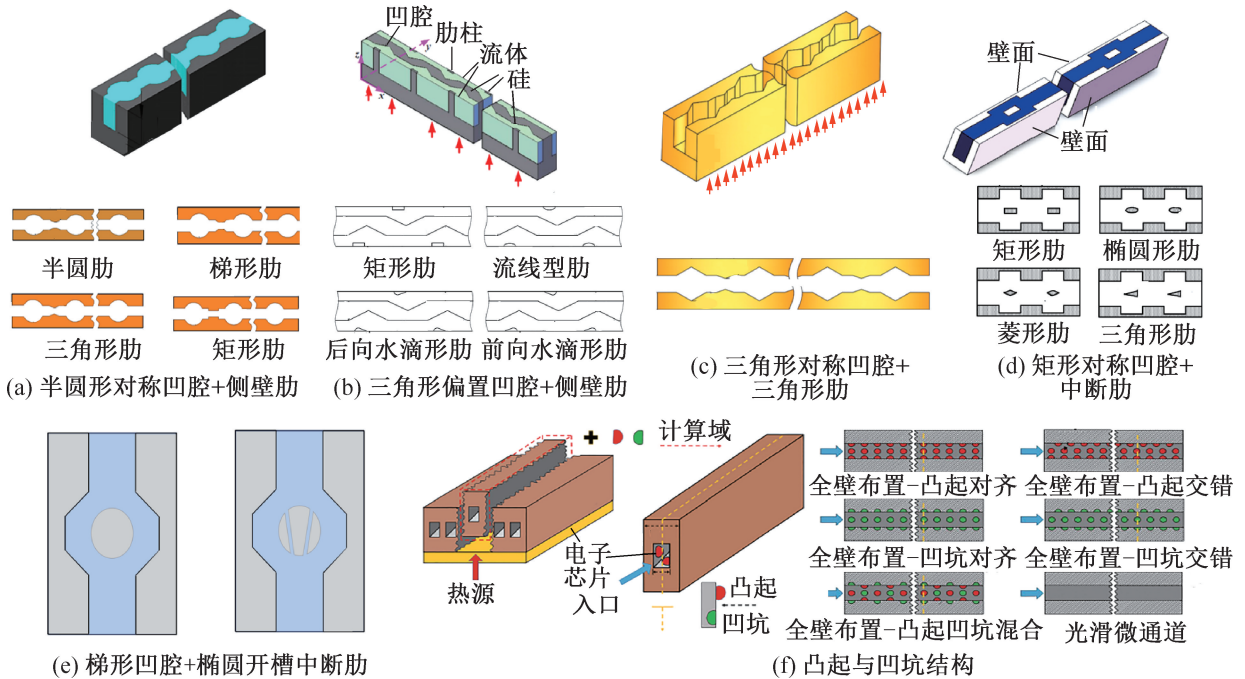 凹腔
肋柱
流体
硅
z
y
x
壁面
壁面
半圆肋
梯形肋
三角形肋
矩形肋
(a) 半圆形对称凹腔+侧壁肋
矩形肋
流线型肋
后向水滴形肋
前向水滴形肋
(b) 三角形偏置凹腔+侧壁肋
(c) 三角形对称凹腔+
三角形肋
矩形肋
椭圆形肋
菱形肋
三角形肋
(d) 矩形对称凹腔+
中断肋
(e) 梯形凹腔+椭圆开槽中断肋
+
计算域
热源
电子
芯片
入口
凸起
凹坑
全壁布置-凸起对齐
全壁布置-凸起交错
全壁布置-凹坑对齐
全壁布置-凹坑交错
全壁布置-凸起凹坑混合
光滑微通道
(f) 凸起与凹坑结构